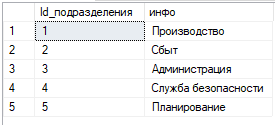 Id_подразделения инфо
1 1 Производство
2 2 Сбыт
3 3 Администрация
4 4 Служба безопасности
5 5 Планирование